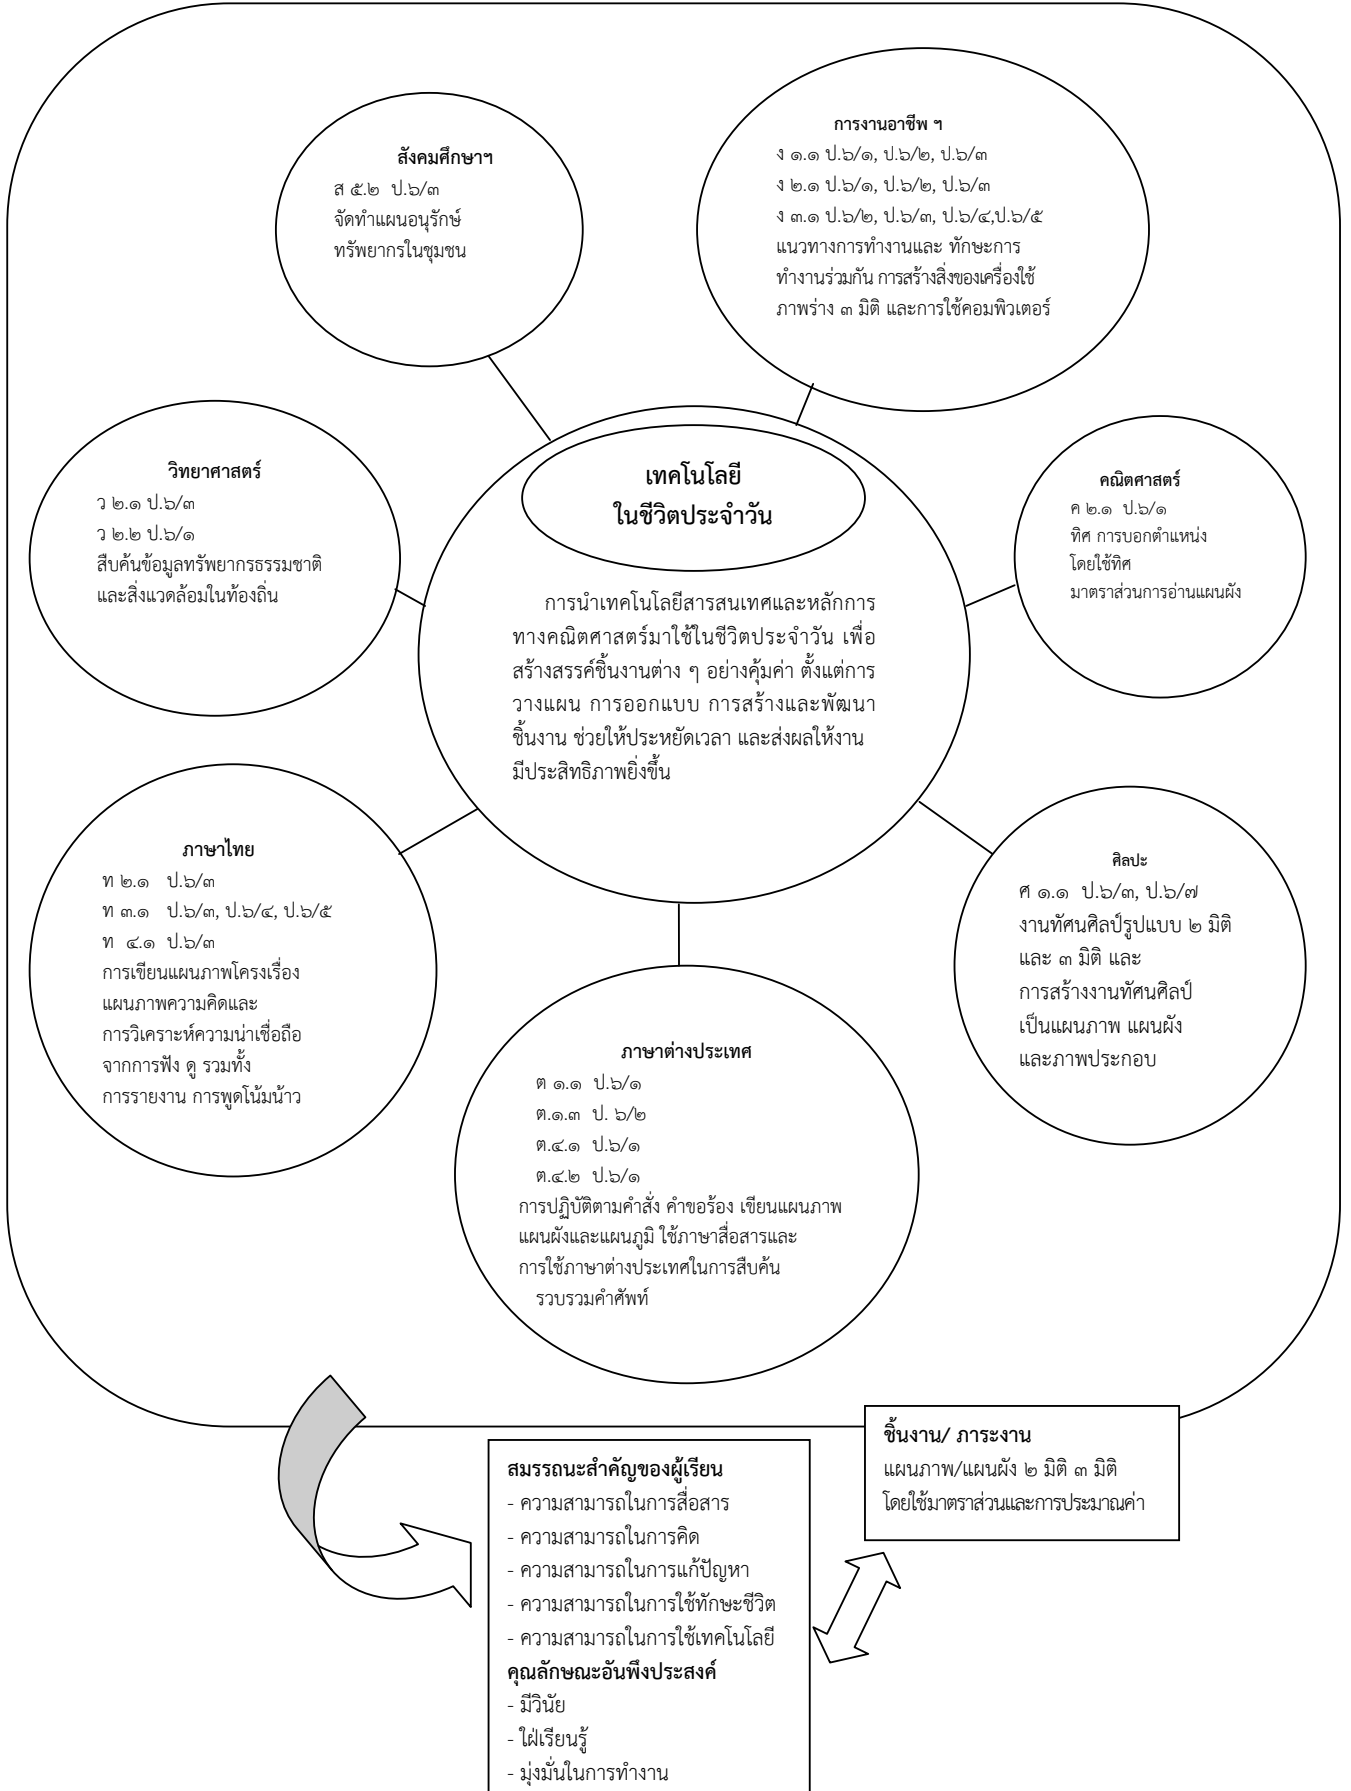 สังคมศึกษาฯ
ส ๕.๒ ป.๖/๓
จัดทำแผนอนุรักษ์
ทรัพยากรในชุมชน
การงานอาชีพ ฯ
ง ๑.๑ ป.๖/๑, ป.๖/๒, ป.๖/๓
ง ๒.๑ ป.๖/๑, ป.๖/๒, ป.๖/๓
ง ๓.๑ ป.๖/๒, ป.๖/๓, ป.๖/๔,ป.๖/๕
แนวทางการทำงานและ ทักษะการ
ทำงานร่วมกัน การสร้างสิ่งของเครื่องใช้
ภาพร่าง ๓ มิติ และการใช้คอมพิวเตอร์
วิทยาศาสตร์
ว ๒.๑ ป.๖/๓
ว ๒.๒ ป.๖/๑
สืบค้นข้อมูลทรัพยากรธรรมชาติ
และสิ่งแวดล้อมในท้องถิ่น
เทคโนโลยี
ในชีวิตประจำวัน
การนำเทคโนโลยีสารสนเทศและหลักการ
ทางคณิตศาสตร์มาใช้ในชีวิตประจำวัน เพื่อ
สร้างสรรค์ชิ้นงานต่าง ๆ อย่างคุ้มค่า ตั้งแต่การ
วางแผน การออกแบบ การสร้างและพัฒนา
ชิ้นงาน ช่วยให้ประหยัดเวลา และส่งผลให้งาน
มีประสิทธิภาพยิ่งขึ้น
คณิตศาสตร์
ค ๒.๑ ป.๖/๑
ทิศ การบอกตำแหน่ง
โดยใช้ทิศ
มาตราส่วนการอ่านแผนผัง
ภาษาไทย
ท ๒.๑ ป.๖/๓
ท ๓.๑ ป.๖/๓, ป.๖/๔, ป.๖/๕
ท ๔.๑ ป.๖/๓
การเขียนแผนภาพโครงเรื่อง
แผนภาพความคิดและ
การวิเคราะห์ความน่าเชื่อถือ
จากการฟัง ดู รวมทั้ง
การรายงาน การพูดโน้มน้าว
ภาษาต่างประเทศ
ต ๑.๑ ป.๖/๑
ต.๑.๓ ป. ๖/๒
ต.๔.๑ ป.๖/๑
ต.๔.๒ ป.๖/๑
การปฏิบัติตามคำสั่ง คำขอร้อง เขียนแผนภาพ
แผนผังและแผนภูมิ ใช้ภาษาสื่อสารและ
การใช้ภาษาต่างประเทศในการสืบค้น
รวบรวมคำศัพท์
ศิลปะ
ศ ๑.๑ ป.๖/๓, ป.๖/๗
งานทัศนศิลป์รูปแบบ ๒ มิติ
และ ๓ มิติ และ
การสร้างงานทัศนศิลป์
เป็นแผนภาพ แผนผัง
และภาพประกอบ
ชิ้นงาน/ ภาระงาน
แผนภาพ/แผนผัง ๒ มิติ ๓ มิติ
โดยใช้มาตราส่วนและการประมาณค่า
สมรรถนะสำคัญของผู้เรียน
- ความสามารถในการสื่อสาร
- ความสามารถในการคิด
- ความสามารถในการแก้ปัญหา
- ความสามารถในการใช้ทักษะชีวิต
- ความสามารถในการใช้เทคโนโลยี
คุณลักษณะอันพึงประสงค์
- มีวินัย
- ใฝ่เรียนรู้
- มุ่งมั่นในการทำงาน